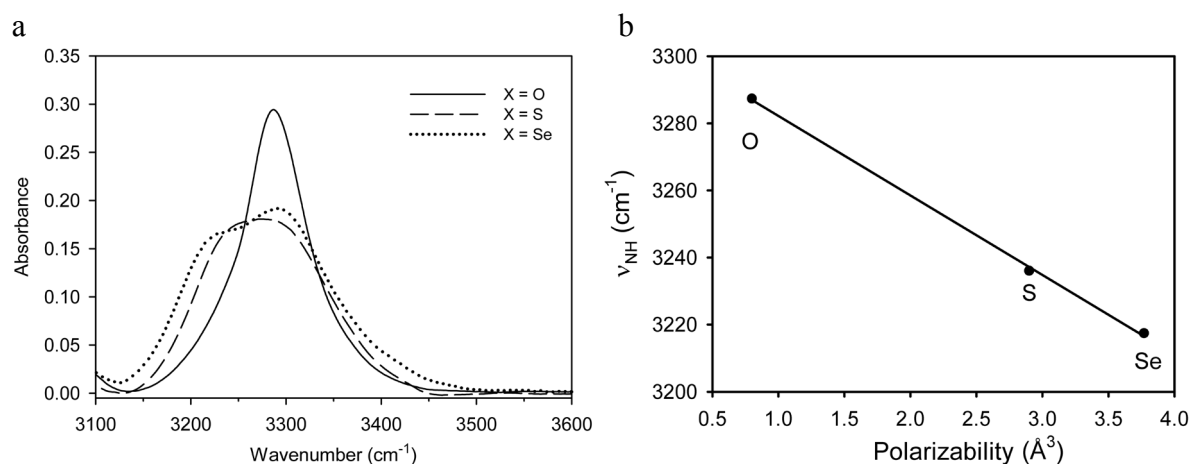 a
0.35
0.30
0.25
0.20
0.15
0.10
0.05
0.00
Absorbance
X = O
X = S
X = Se
3100 3200 3300 3400 3500 3600
Wavenumber (cm⁻¹)
b
3300
3280
3260
3240
3220
3200
νNH (cm⁻¹)
O
S
Se
0.5 1.0 1.5 2.0 2.5 3.0 3.5 4.0
Polarizability (Å³)